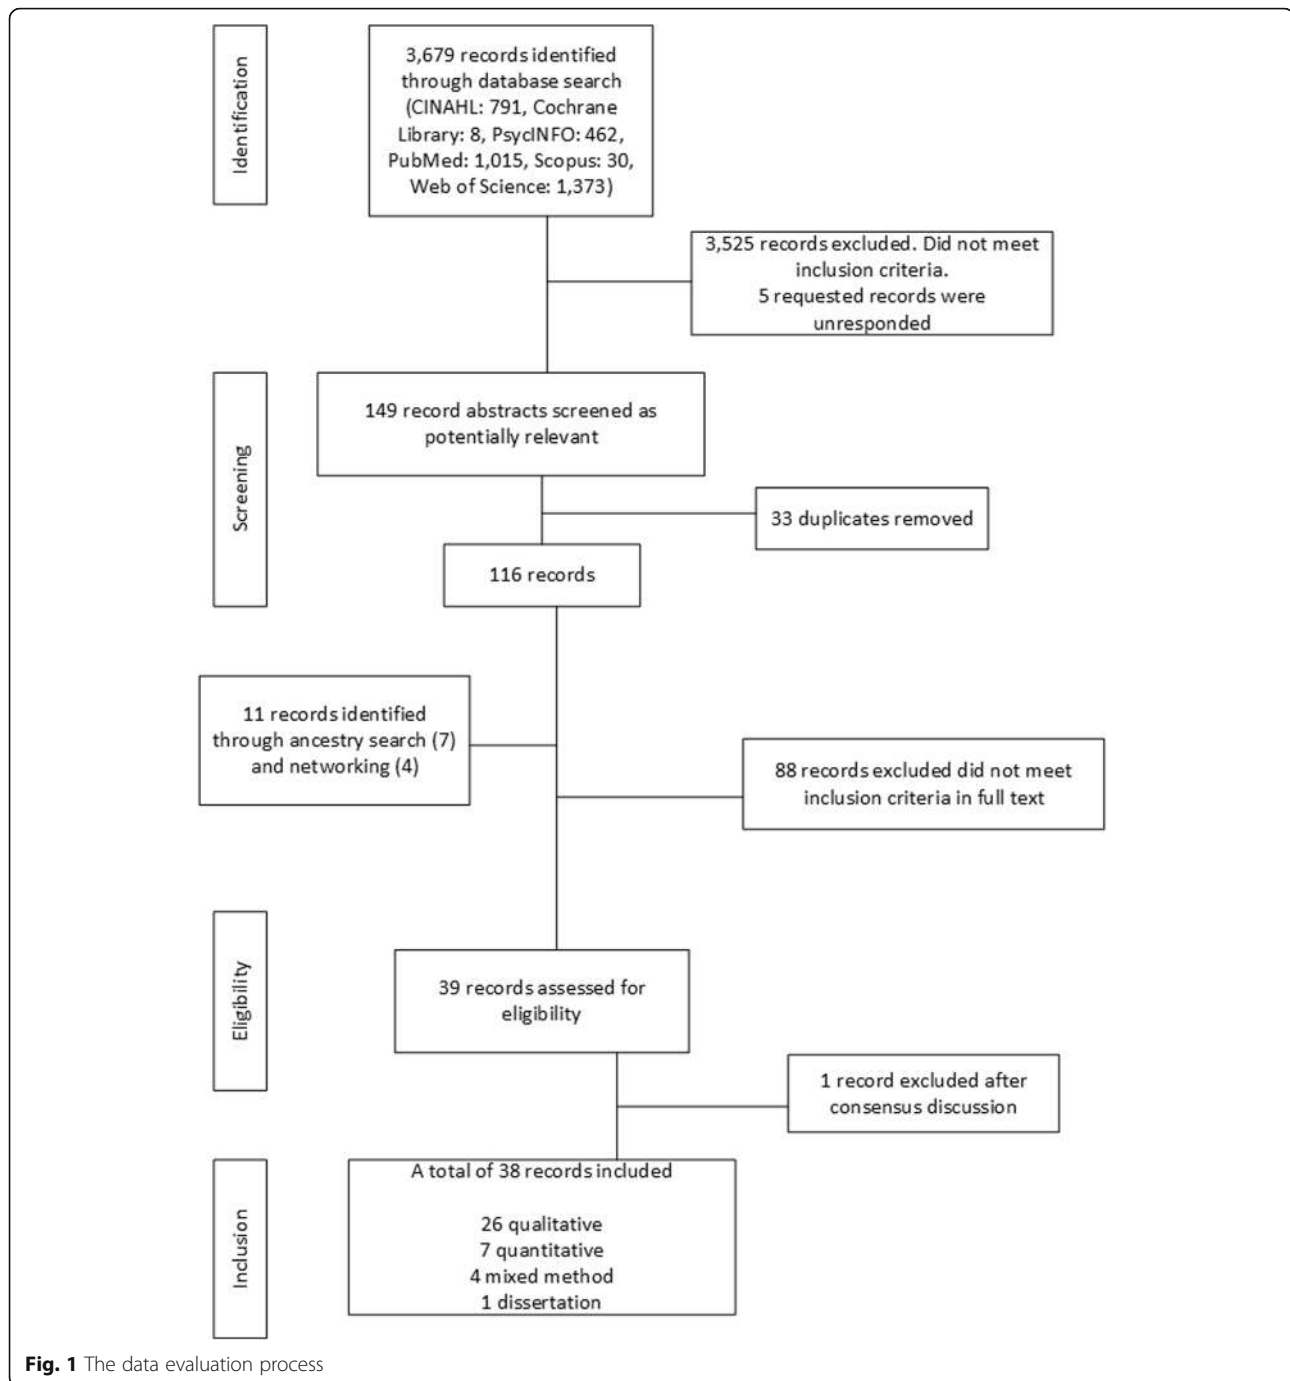 Identification
3,679 records identified
through database search
(CINAHL: 791, Cochrane
Library: 8, PsycINFO: 462,
PubMed: 1,015, Scopus: 30,
Web of Science: 1,373)
3,525 records excluded. Did not meet
inclusion criteria.
5 requested records were
unresponded
Screening
149 record abstracts screened as
potentially relevant
33 duplicates removed
116 records
11 records identified
through ancestry search (7)
and networking (4)
88 records excluded did not meet
inclusion criteria in full text
Eligibility
39 records assessed for
eligibility
1 record excluded after
consensus discussion
Inclusion
A total of 38 records included
26 qualitative
7 quantitative
4 mixed method
1 dissertation
Fig. 1 The data evaluation process